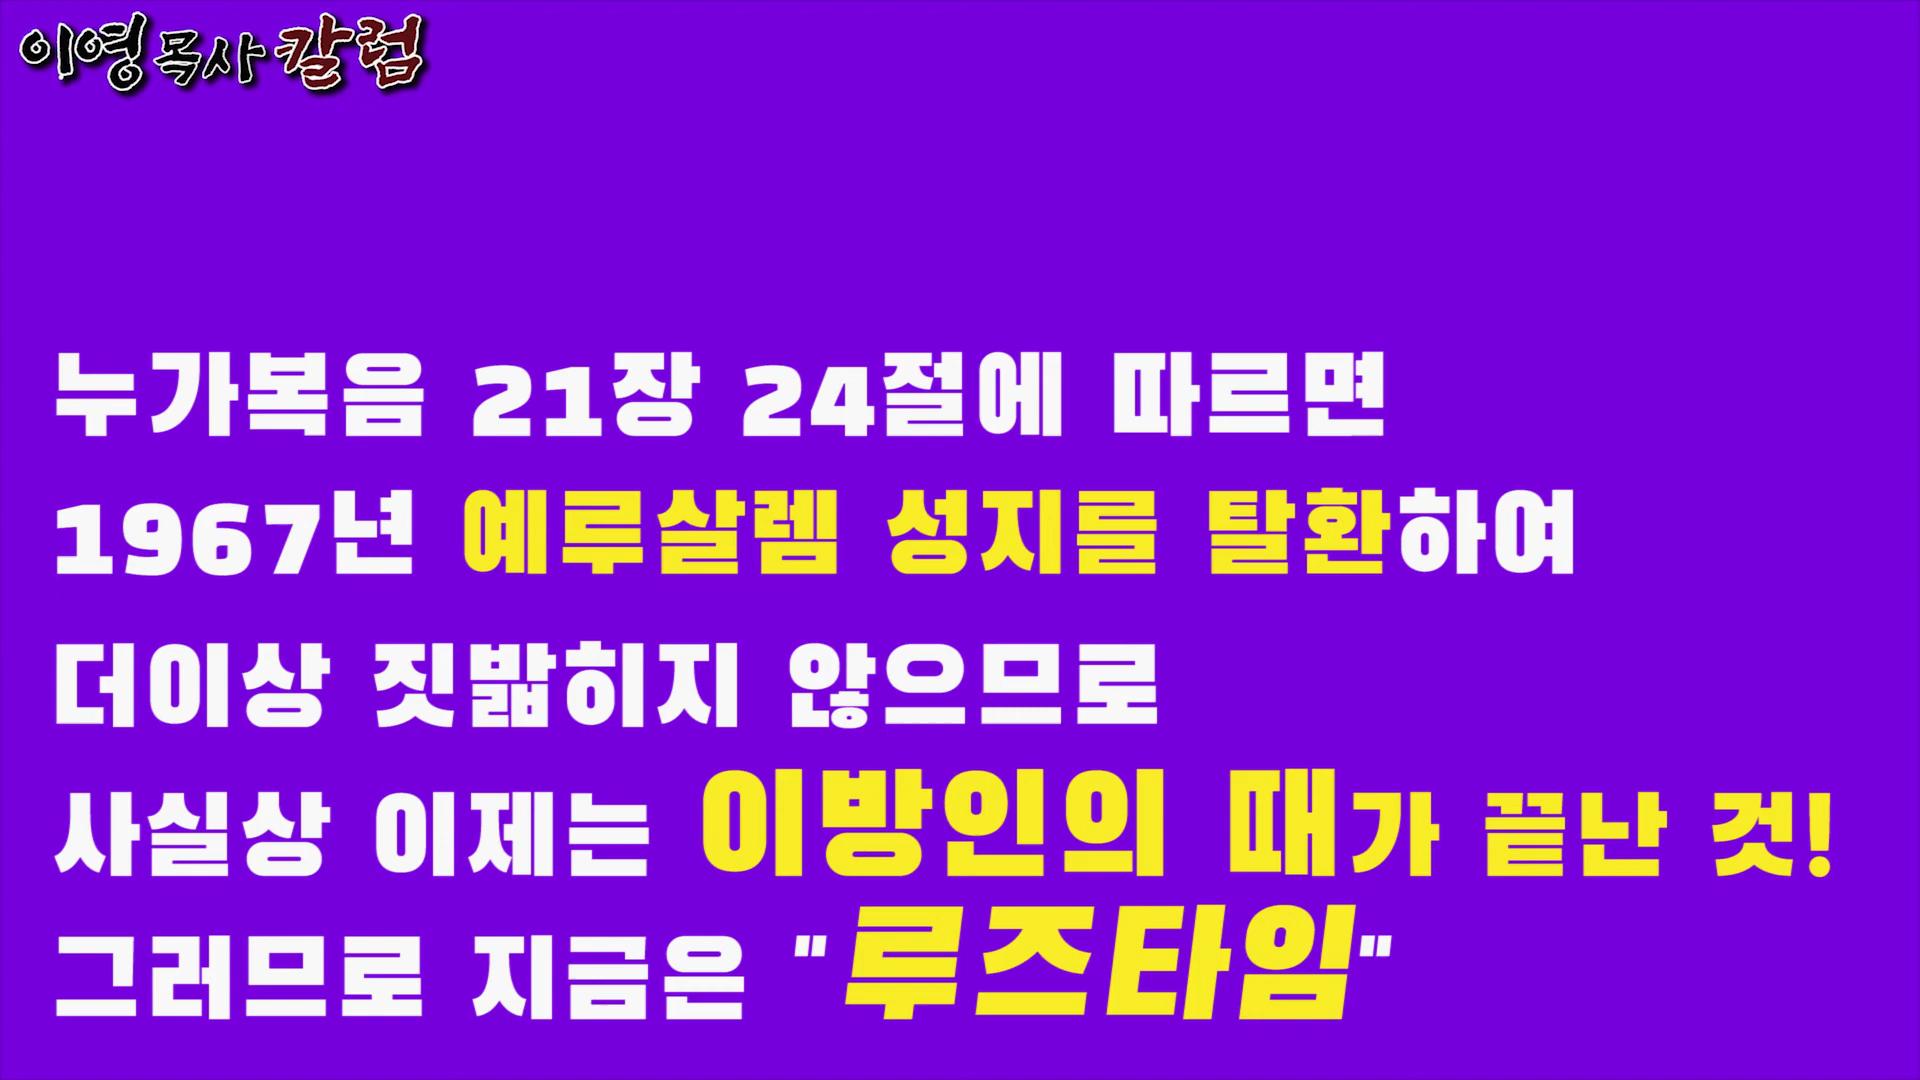 이영 목사 칼럼
누가복음 21장 24절에 따르면
1967년 예루살렘 성지를 탈환하여
더이상 짓밟히지 않으므로
사실상 이제는 이방인의 때가 끝난 것!
그러므로 지금은 "루즈타임"